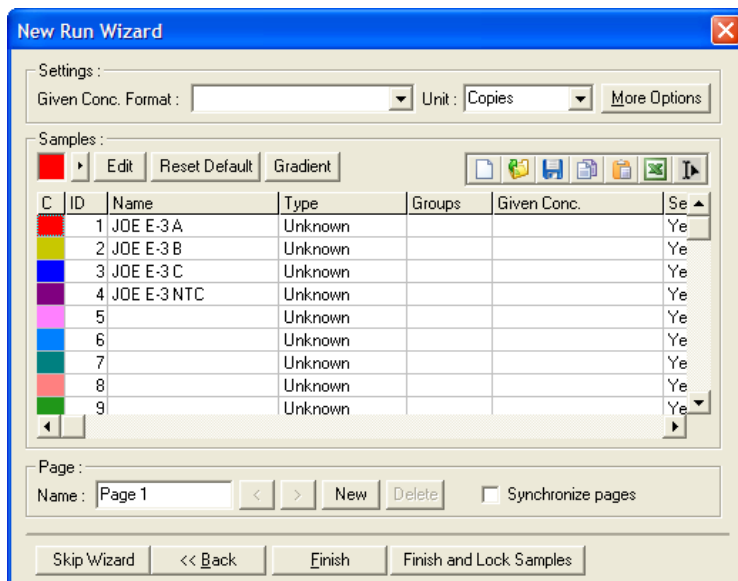 New Run Wizard
Settings :
Given Conc. Format : Unit : Copies More Options
Samples :
Edit Reset Default Gradient
C ID Name Type Groups Given Conc. Se
1 JOE E-3 A Unknown Ye
2 JOE E-3 B Unknown Ye
3 JOE E-3 C Unknown Ye
4 JOE E-3 NTC Unknown Ye
5 Unknown Ye
6 Unknown Ye
7 Unknown Ye
8 Unknown Ye
9 Unknown Ye
Page :
Name : Page 1 < > New Delete Synchronize pages
Skip Wizard << Back Finish Finish and Lock Samples